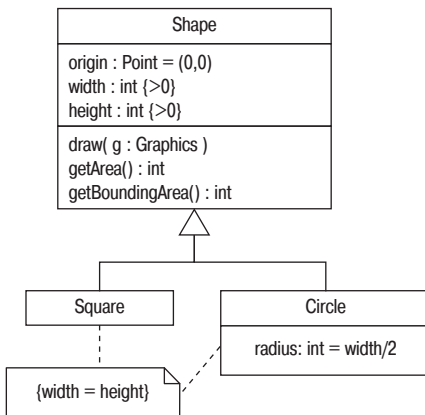 Shape
origin : Point = (0,0)
width : int {>0}
height : int {>0}
draw( g : Graphics )
getArea() : int
getBoundingArea() : int
Square
Circle
radius: int = width/2
{width = height}